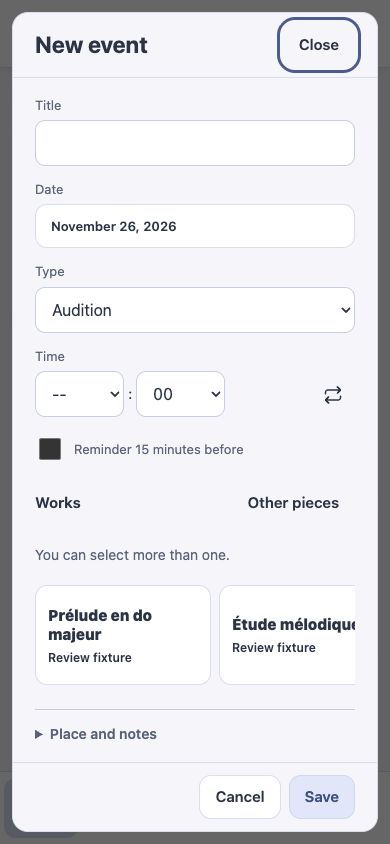 New event
Close
Title
Date
November 26, 2026
Type
Audition
Time
--
:
00
Reminder 15 minutes before
Works
Other pieces
You can select more than one.
Prélude en do
majeur
Review fixture
Étude mélodique
Review fixture
Place and notes
Cancel
Save